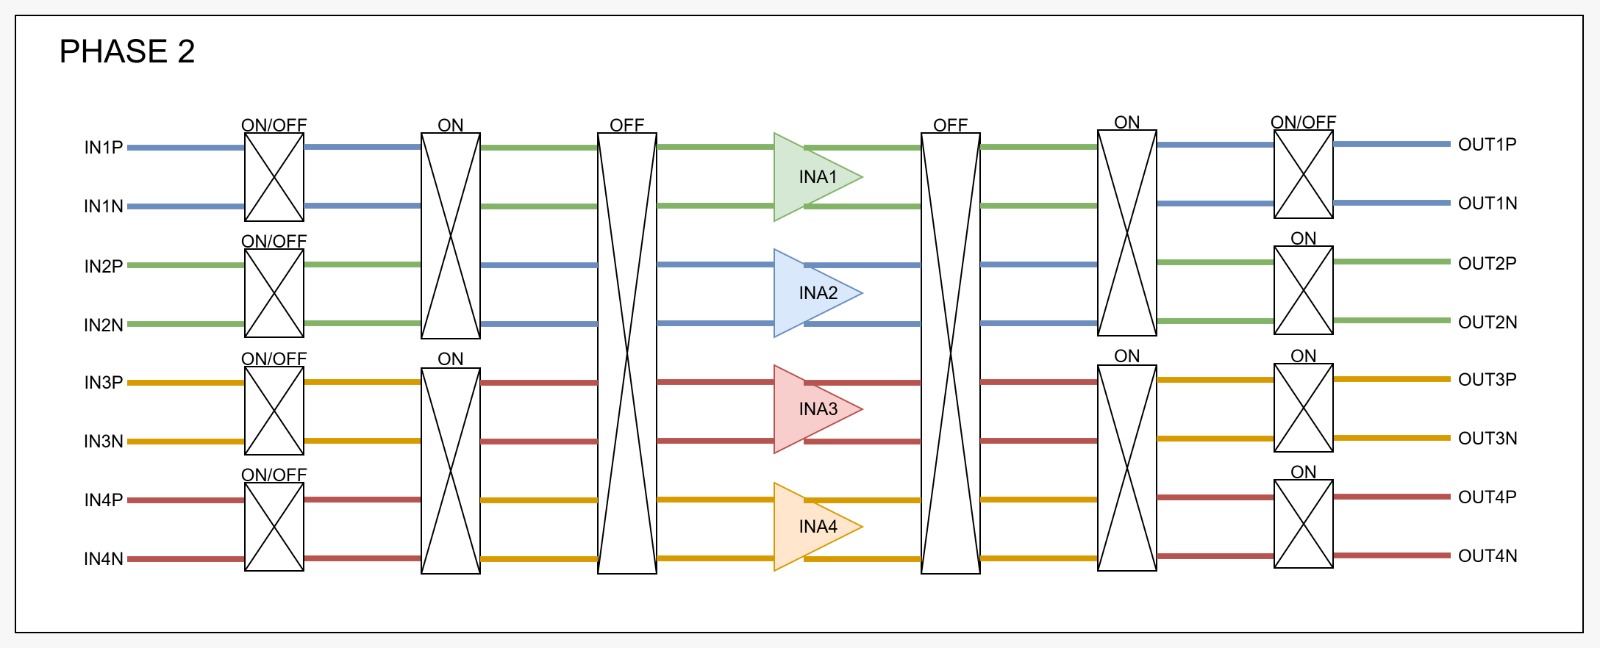 PHASE 2
ON/OFF ON OFF OFF ON ON/OFF
IN1P OUT1P
INA1
IN1N OUT1N
ON/OFF ON
IN2P OUT2P
INA2
IN2N OUT2N
ON/OFF ON ON ON
IN3P OUT3P
INA3
IN3N OUT3N
ON/OFF ON
IN4P OUT4P
INA4
IN4N OUT4N